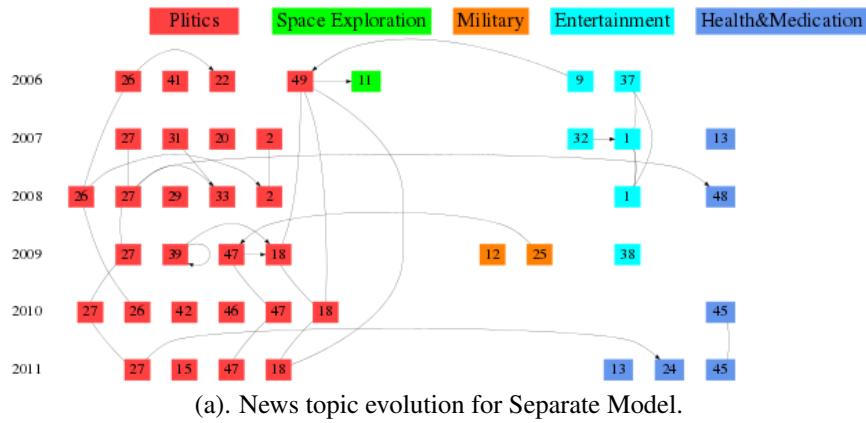 Plitics Space Exploration Military Entertainment Health&Medication
2006 26 41 22 49 11 9 37
2007 27 31 20 2 32 1 13
2008 26 27 29 33 2 1 48
2009 27 39 47 18 12 25 38
2010 27 26 42 46 47 18 45
2011 27 15 47 18 13 24 45
(a). News topic evolution for Separate Model.